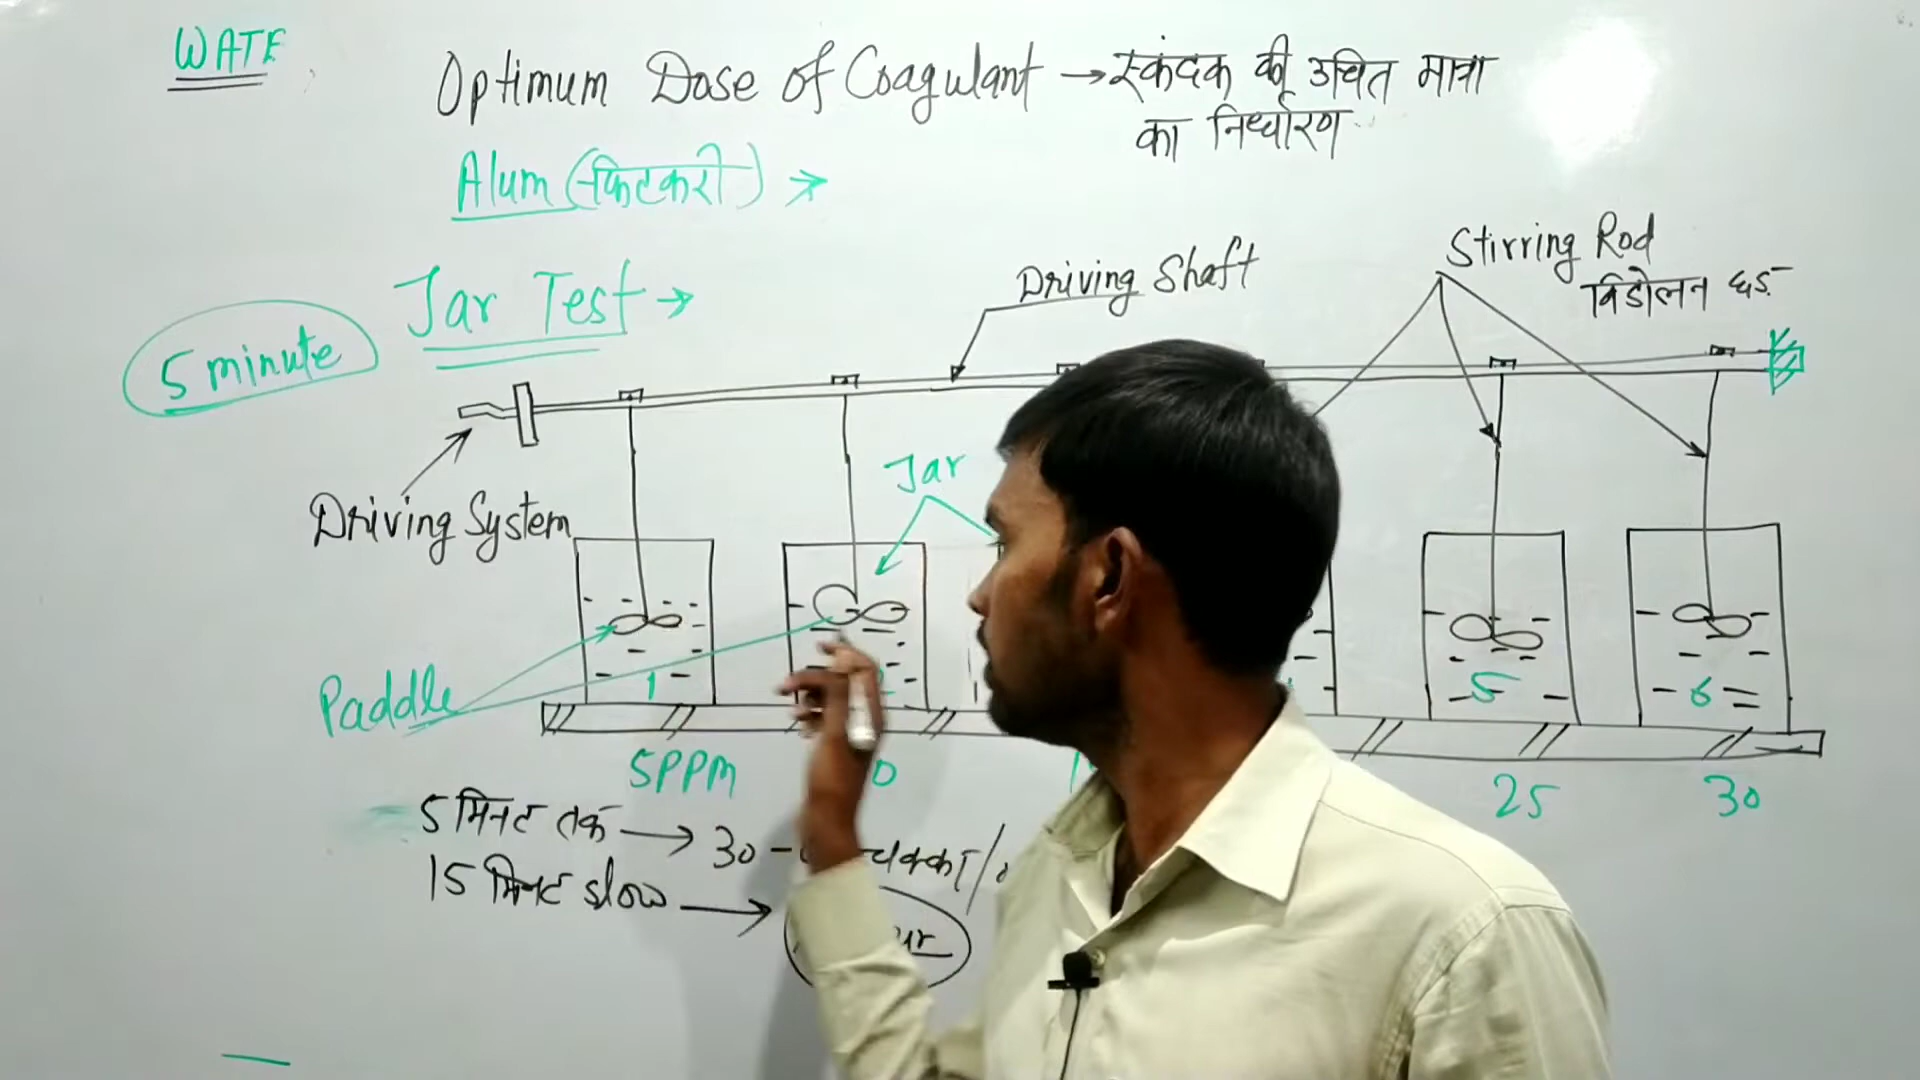 WATE
Optimum Dose of Coagulant → स्कंदक की उचित मात्रा
का निर्धारण
Alum (फिटकरी) →
Jar Test →
5 minute
Driving Shaft
Stirring Rod
विडोलन छड़
Jar
Driving System
Paddle
1
5
6
5PPM
25
30
5 मिनट तक → 30 -
15 मिनट slow →